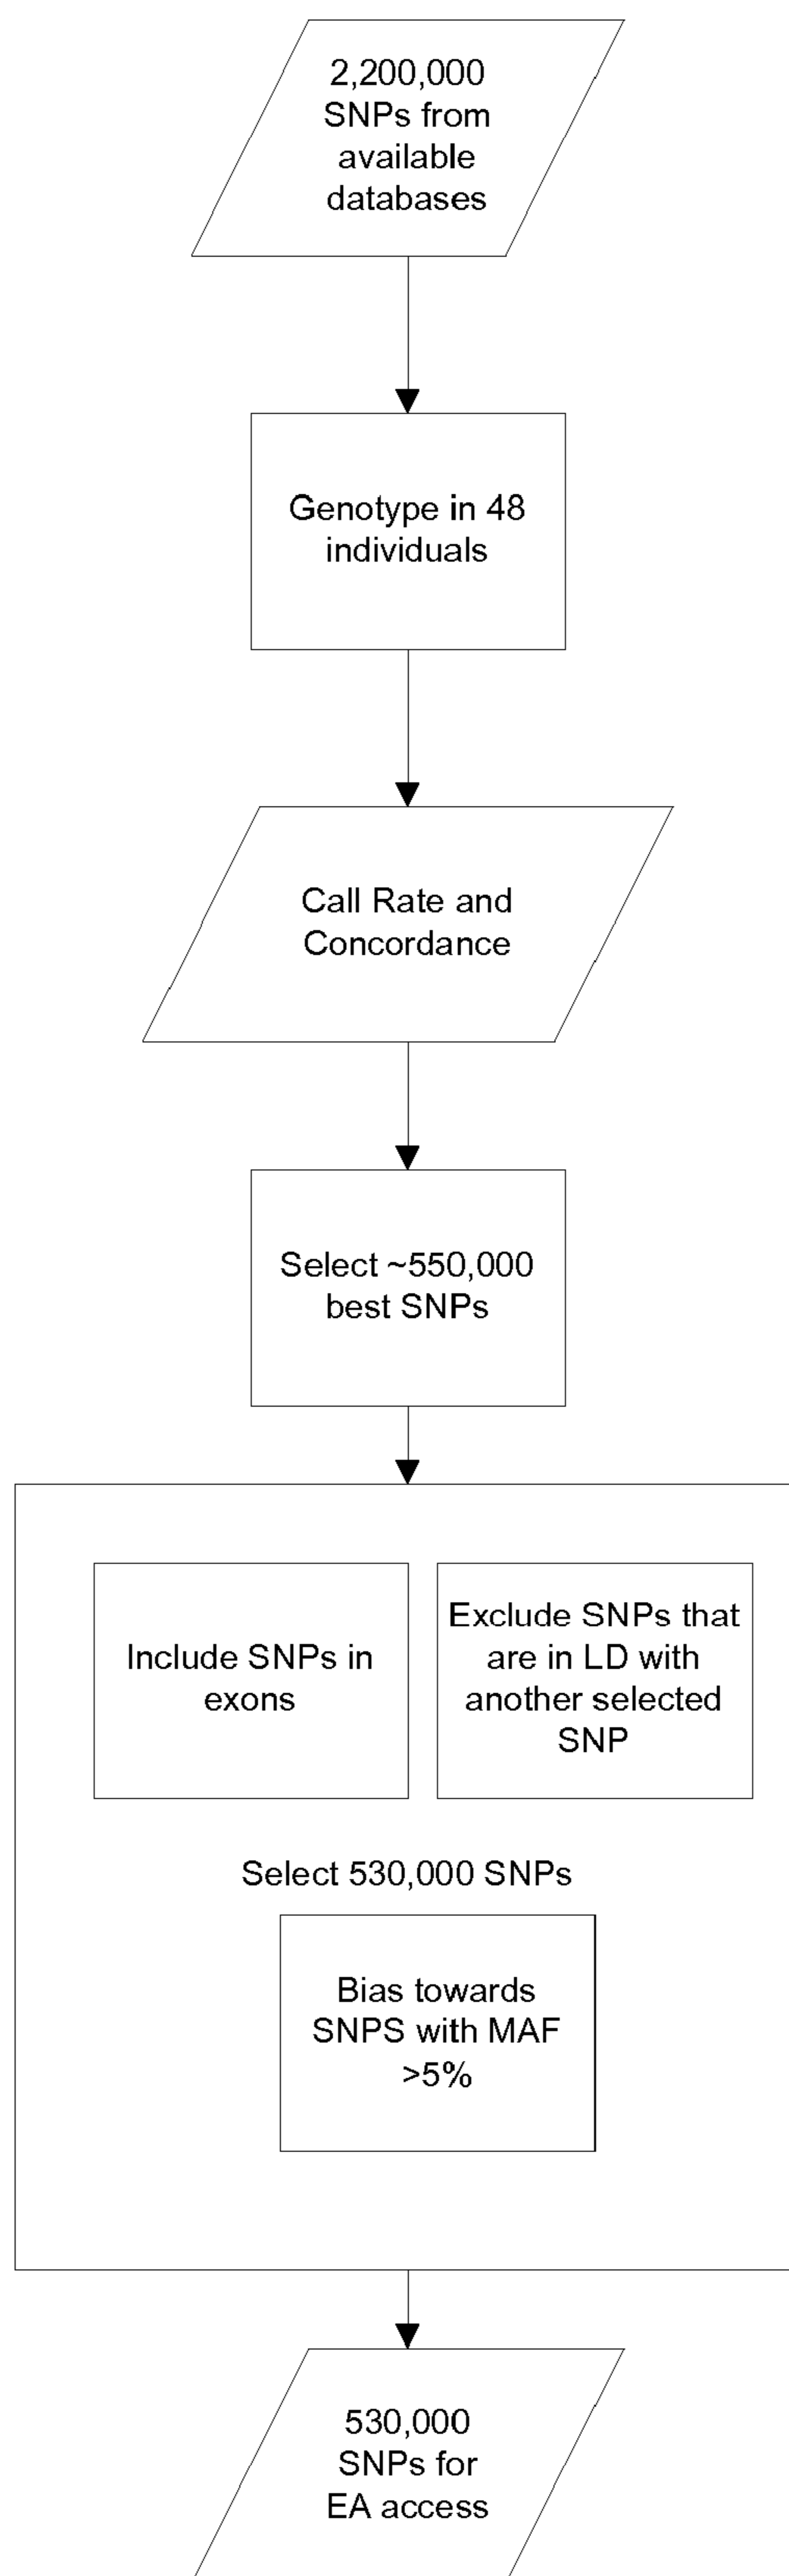 2,200,000
SNPs from
available
databases
Genotype in 48
individuals
Call Rate and
Concordance
Select ~550,000
best SNPs
Include SNPs in
exons
Exclude SNPs that
are in LD with
another selected
SNP
Select 530,000 SNPs
Bias towards
SNPS with MAF
>5%
530,000
SNPs for
EA access